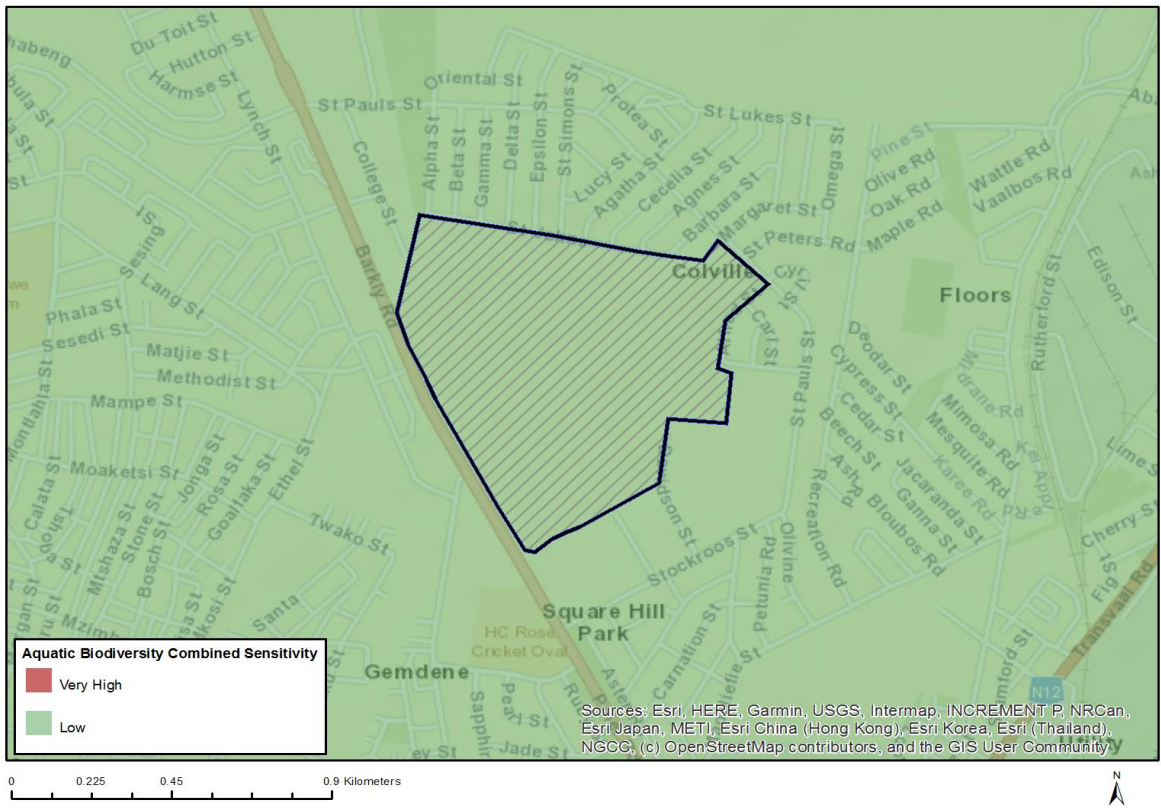 Du Toit St
Hutton St
Harmse St
Lynch St
Oriental St
St Pauls St
College St
Alpha St
Beta St
Gamma St
Delta St
Epsilon St
St Simons St
Protea St
St Lukes St
Lucy St
Agatha St
Cecelia St
Agnes St
Barbara St
Margaret St
St Peters Rd
Omega St
Pine St
Olive Rd
Oak Rd
Maple Rd
Wattle Rd
Vaalbos Rd
Edison St
Rutherford St
Colville
Floors
Barkly Rd
Sesing St
Lang St
Phala St
Sesedi St
Matjie St
Methodist St
Mampe St
Montlahla St
Moaketsi St
Calata St
Jonga St
Rosa St
Goaltaka St
Ethel St
Mtshaza St
Stone St
Bosch St
Twako St
Santa
Carl St
St Pauls St
Deodar St
Cypress St
Cedar St
Beech St
Mimosa Rd
Mesquite Rd
Karee Rd
Jacaranda St
Ganna St
Bloubos Rd
Recreation Rd
Olivine
Petunia Rd
Stockroos St
Carnation St
Cherry St
Fig St
Transvaal Rd
N12
Square Hill
Park
HC Rose
Cricket Oval
Gemdene
Pearl St
Jade St
Aquatic Biodiversity Combined Sensitivity
Very High
Low
Sources: Esri, HERE, Garmin, USGS, Intermap, INCREMENT P, NRCan,
Esri Japan, METI, Esri China (Hong Kong), Esri Korea, Esri (Thailand),
NGCC, (c) OpenStreetMap contributors, and the GIS User Community
Utility
0 0.225 0.45 0.9 Kilometers
N